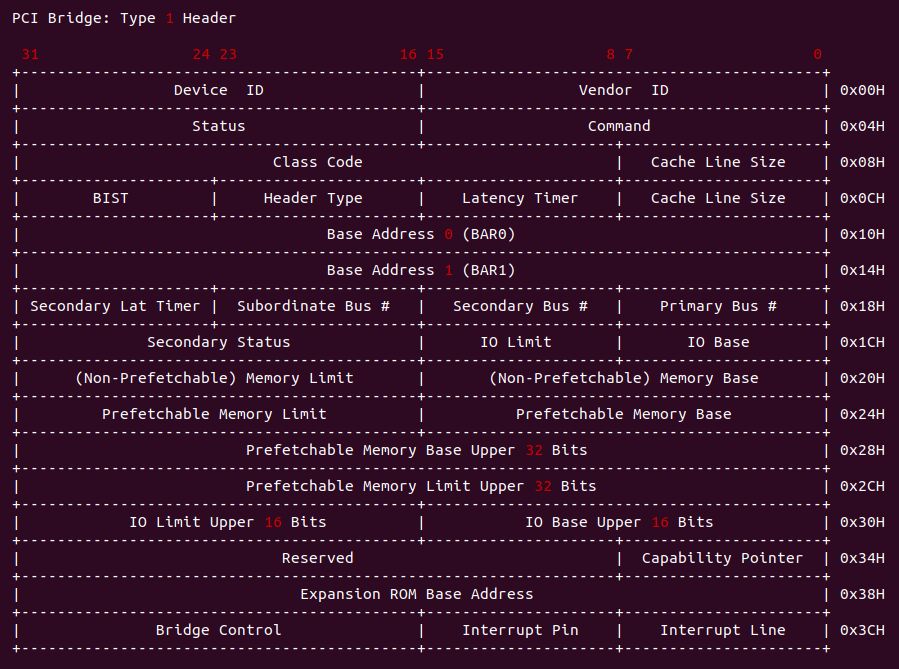 PCI Bridge: Type 1 Header
31 24 23 16 15 8 7 0
+--------------------------------------------+--------------------------------------------+
| Device ID | Vendor ID | 0x00H
+--------------------------------------------+--------------------------------------------+
| Status | Command | 0x04H
+--------------------------------------------+---------------------+----------------------+
| Class Code | Cache Line Size | 0x08H
+---------------------+----------------------+---------------------+----------------------+
| BIST | Header Type | Latency Timer | Cache Line Size | 0x0CH
+---------------------+----------------------+---------------------+----------------------+
| Base Address 0 (BAR0) | 0x10H
+-----------------------------------------------------------------------------------------+
| Base Address 1 (BAR1) | 0x14H
+---------------------+----------------------+---------------------+----------------------+
| Secondary Lat Timer | Subordinate Bus # | Secondary Bus # | Primary Bus # | 0x18H
+---------------------+----------------------+---------------------+----------------------+
| Secondary Status | IO Limit | IO Base | 0x1CH
+--------------------------------------------+---------------------+----------------------+
| (Non-Prefetchable) Memory Limit | (Non-Prefetchable) Memory Base | 0x20H
+--------------------------------------------+--------------------------------------------+
| Prefetchable Memory Limit | Prefetchable Memory Base | 0x24H
+--------------------------------------------+--------------------------------------------+
| Prefetchable Memory Base Upper 32 Bits | 0x28H
+-----------------------------------------------------------------------------------------+
| Prefetchable Memory Limit Upper 32 Bits | 0x2CH
+--------------------------------------------+--------------------------------------------+
| IO Limit Upper 16 Bits | IO Base Upper 16 Bits | 0x30H
+--------------------------------------------+---------------------+----------------------+
| Reserved | Capability Pointer | 0x34H
+------------------------------------------------------------------+----------------------+
| Expansion ROM Base Address | 0x38H
+--------------------------------------------+---------------------+----------------------+
| Bridge Control | Interrupt Pin | Interrupt Line | 0x3CH
+--------------------------------------------+---------------------+----------------------+